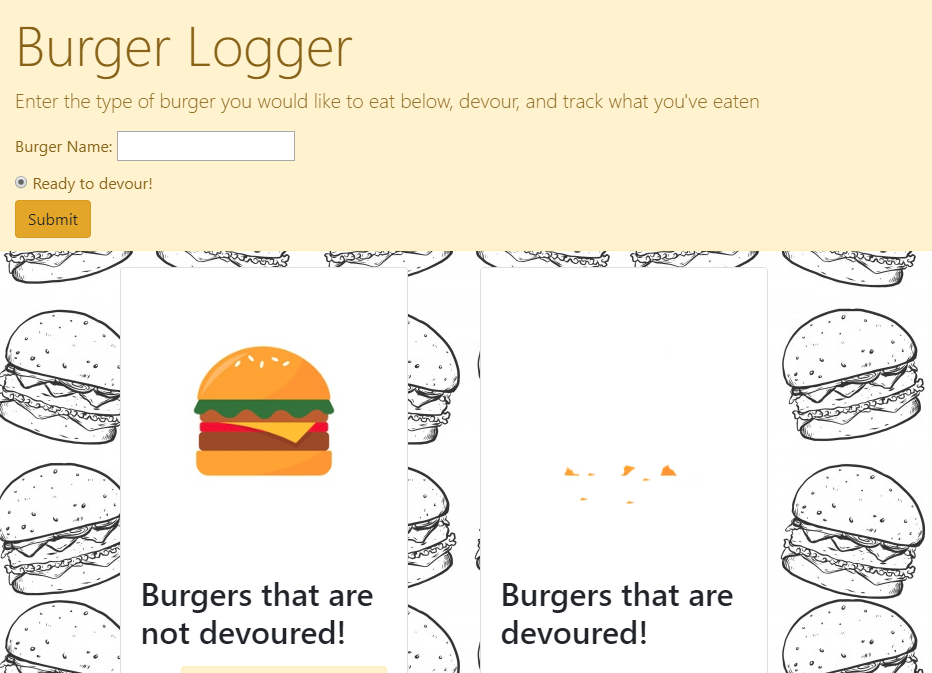 Burger Logger
Enter the type of burger you would like to eat below, devour, and track what you've eaten
Burger Name:
Ready to devour!
Submit
Burgers that are
not devoured!
Burgers that are
devoured!